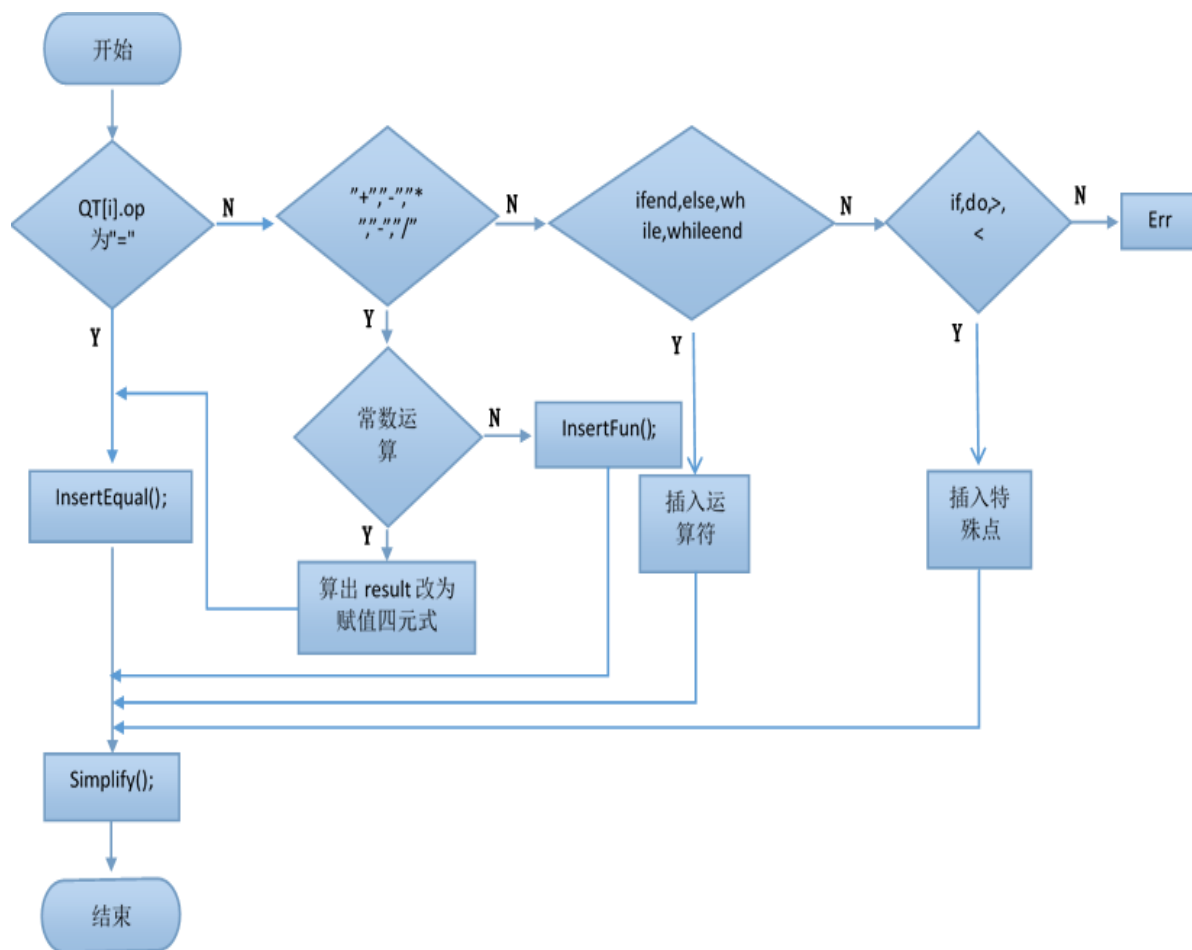 开始
QT[i].op
为"="
N
"+","-","*
","-","/"
N
ifend,else,wh
ile,whileend
N
if,do,>,
<
N
Err
Y
Y
Y
Y
常数运
算
N
InsertFun();
InsertEqual();
插入运
算符
插入特
殊点
Y
算出 result 改为
赋值四元式
Simplify();
结束